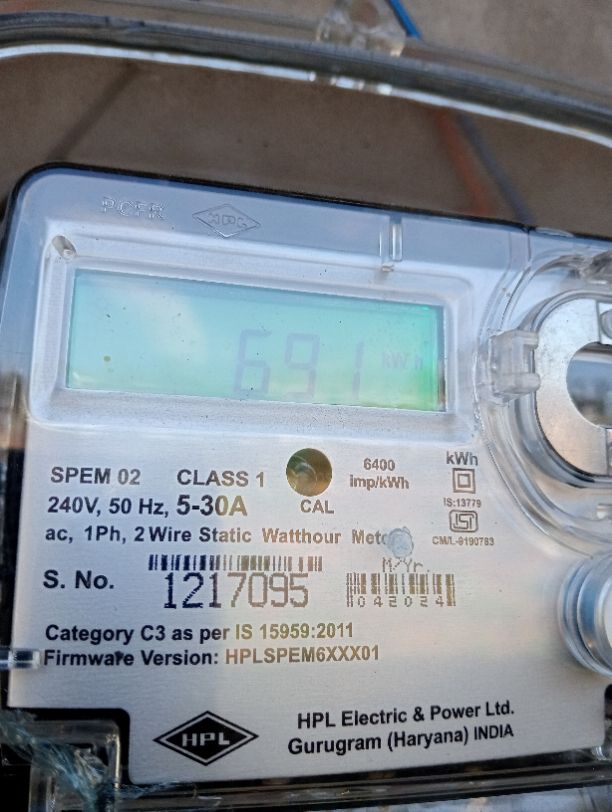 PCFR HPL
691 kWh
SPEM 02 CLASS 1 6400 imp/kWh kWh
240V, 50 Hz, 5-30A CAL IS:13779
ac, 1Ph, 2 Wire Static Watthour CM/L-9190783
M/Yr.
S. No. 1217095 042024
Category C3 as per IS 15959:2011
Firmware Version: HPLSPEM6XXX01
HPL HPL Electric & Power Ltd.
Gurugram (Haryana) INDIA